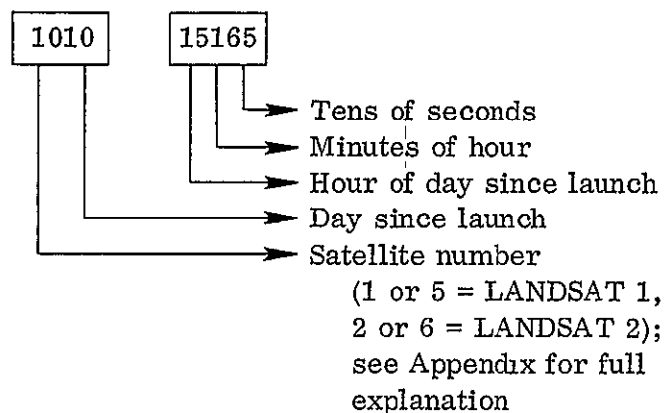 1010 15165
Tens of seconds
Minutes of hour
Hour of day since launch
Day since launch
Satellite number
(1 or 5 = LANDSAT 1,
2 or 6 = LANDSAT 2);
see Appendix for full
explanation